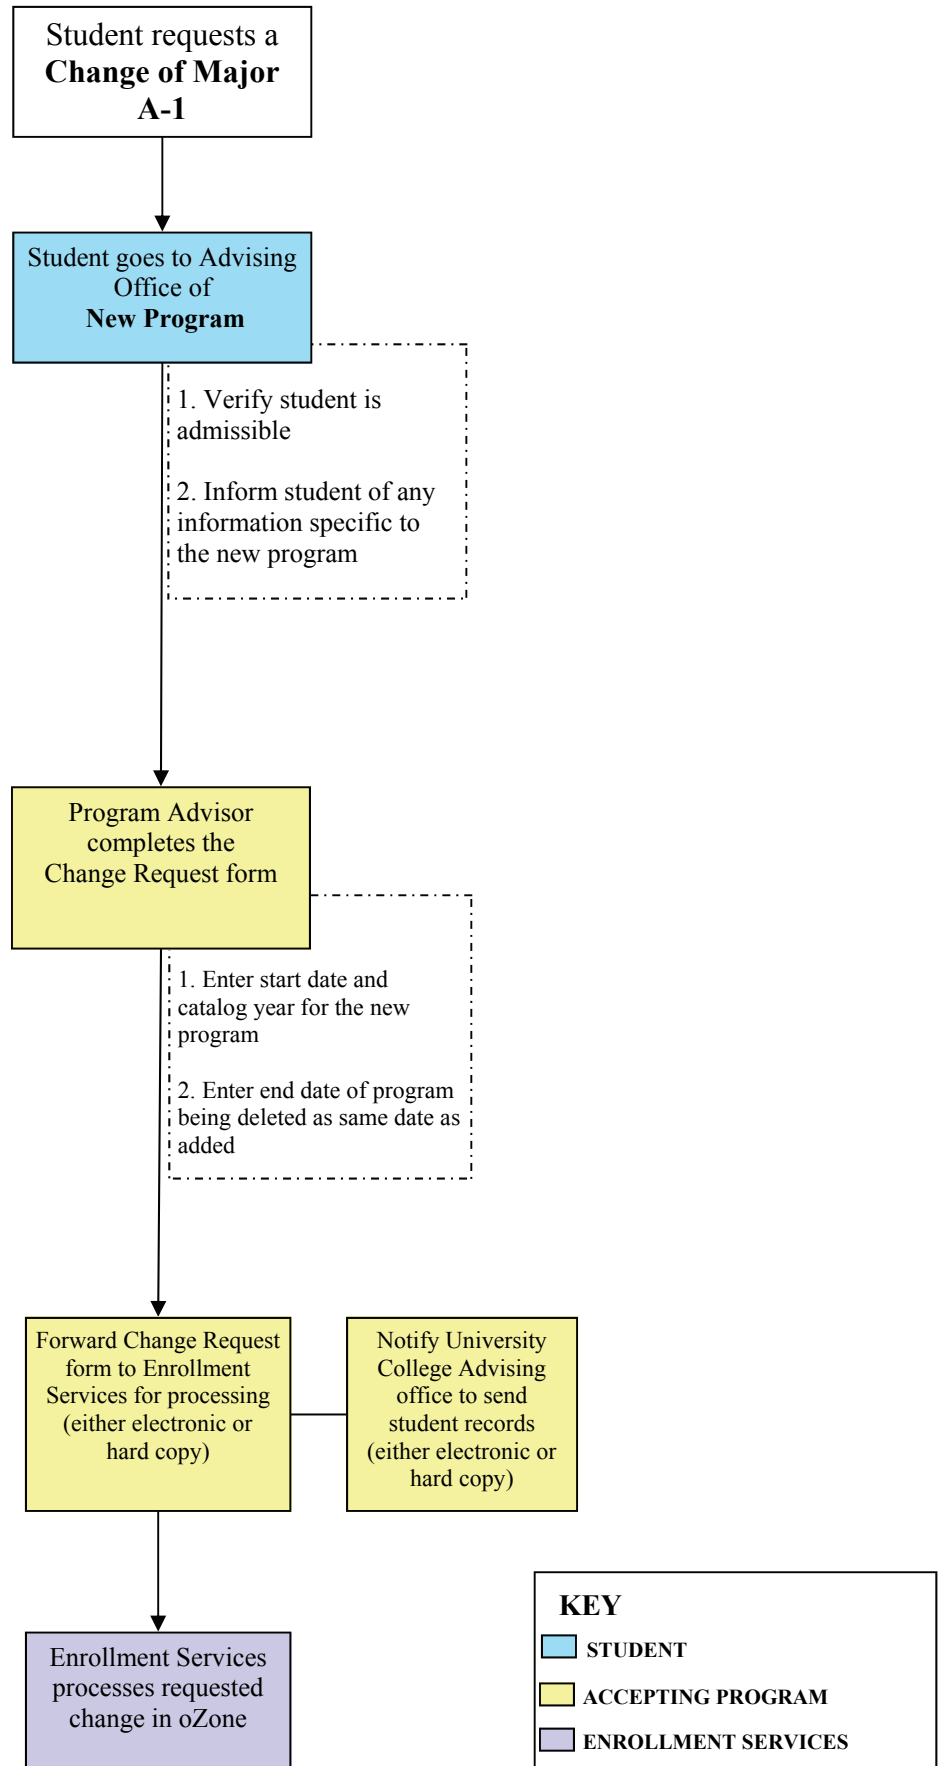 Student requests a
Change of Major
A-1
Student goes to Advising
Office of
New Program
1. Verify student is
admissible
2. Inform student of any
information specific to
the new program
Program Advisor
completes the
Change Request form
1. Enter start date and
catalog year for the new
program
2. Enter end date of program
being deleted as same date as
added
Forward Change Request
form to Enrollment
Services for processing
(either electronic or
hard copy)
Notify University
College Advising
office to send
student records
(either electronic or
hard copy)
Enrollment Services
processes requested
change in oZone
KEY
STUDENT
ACCEPTING PROGRAM
ENROLLMENT SERVICES